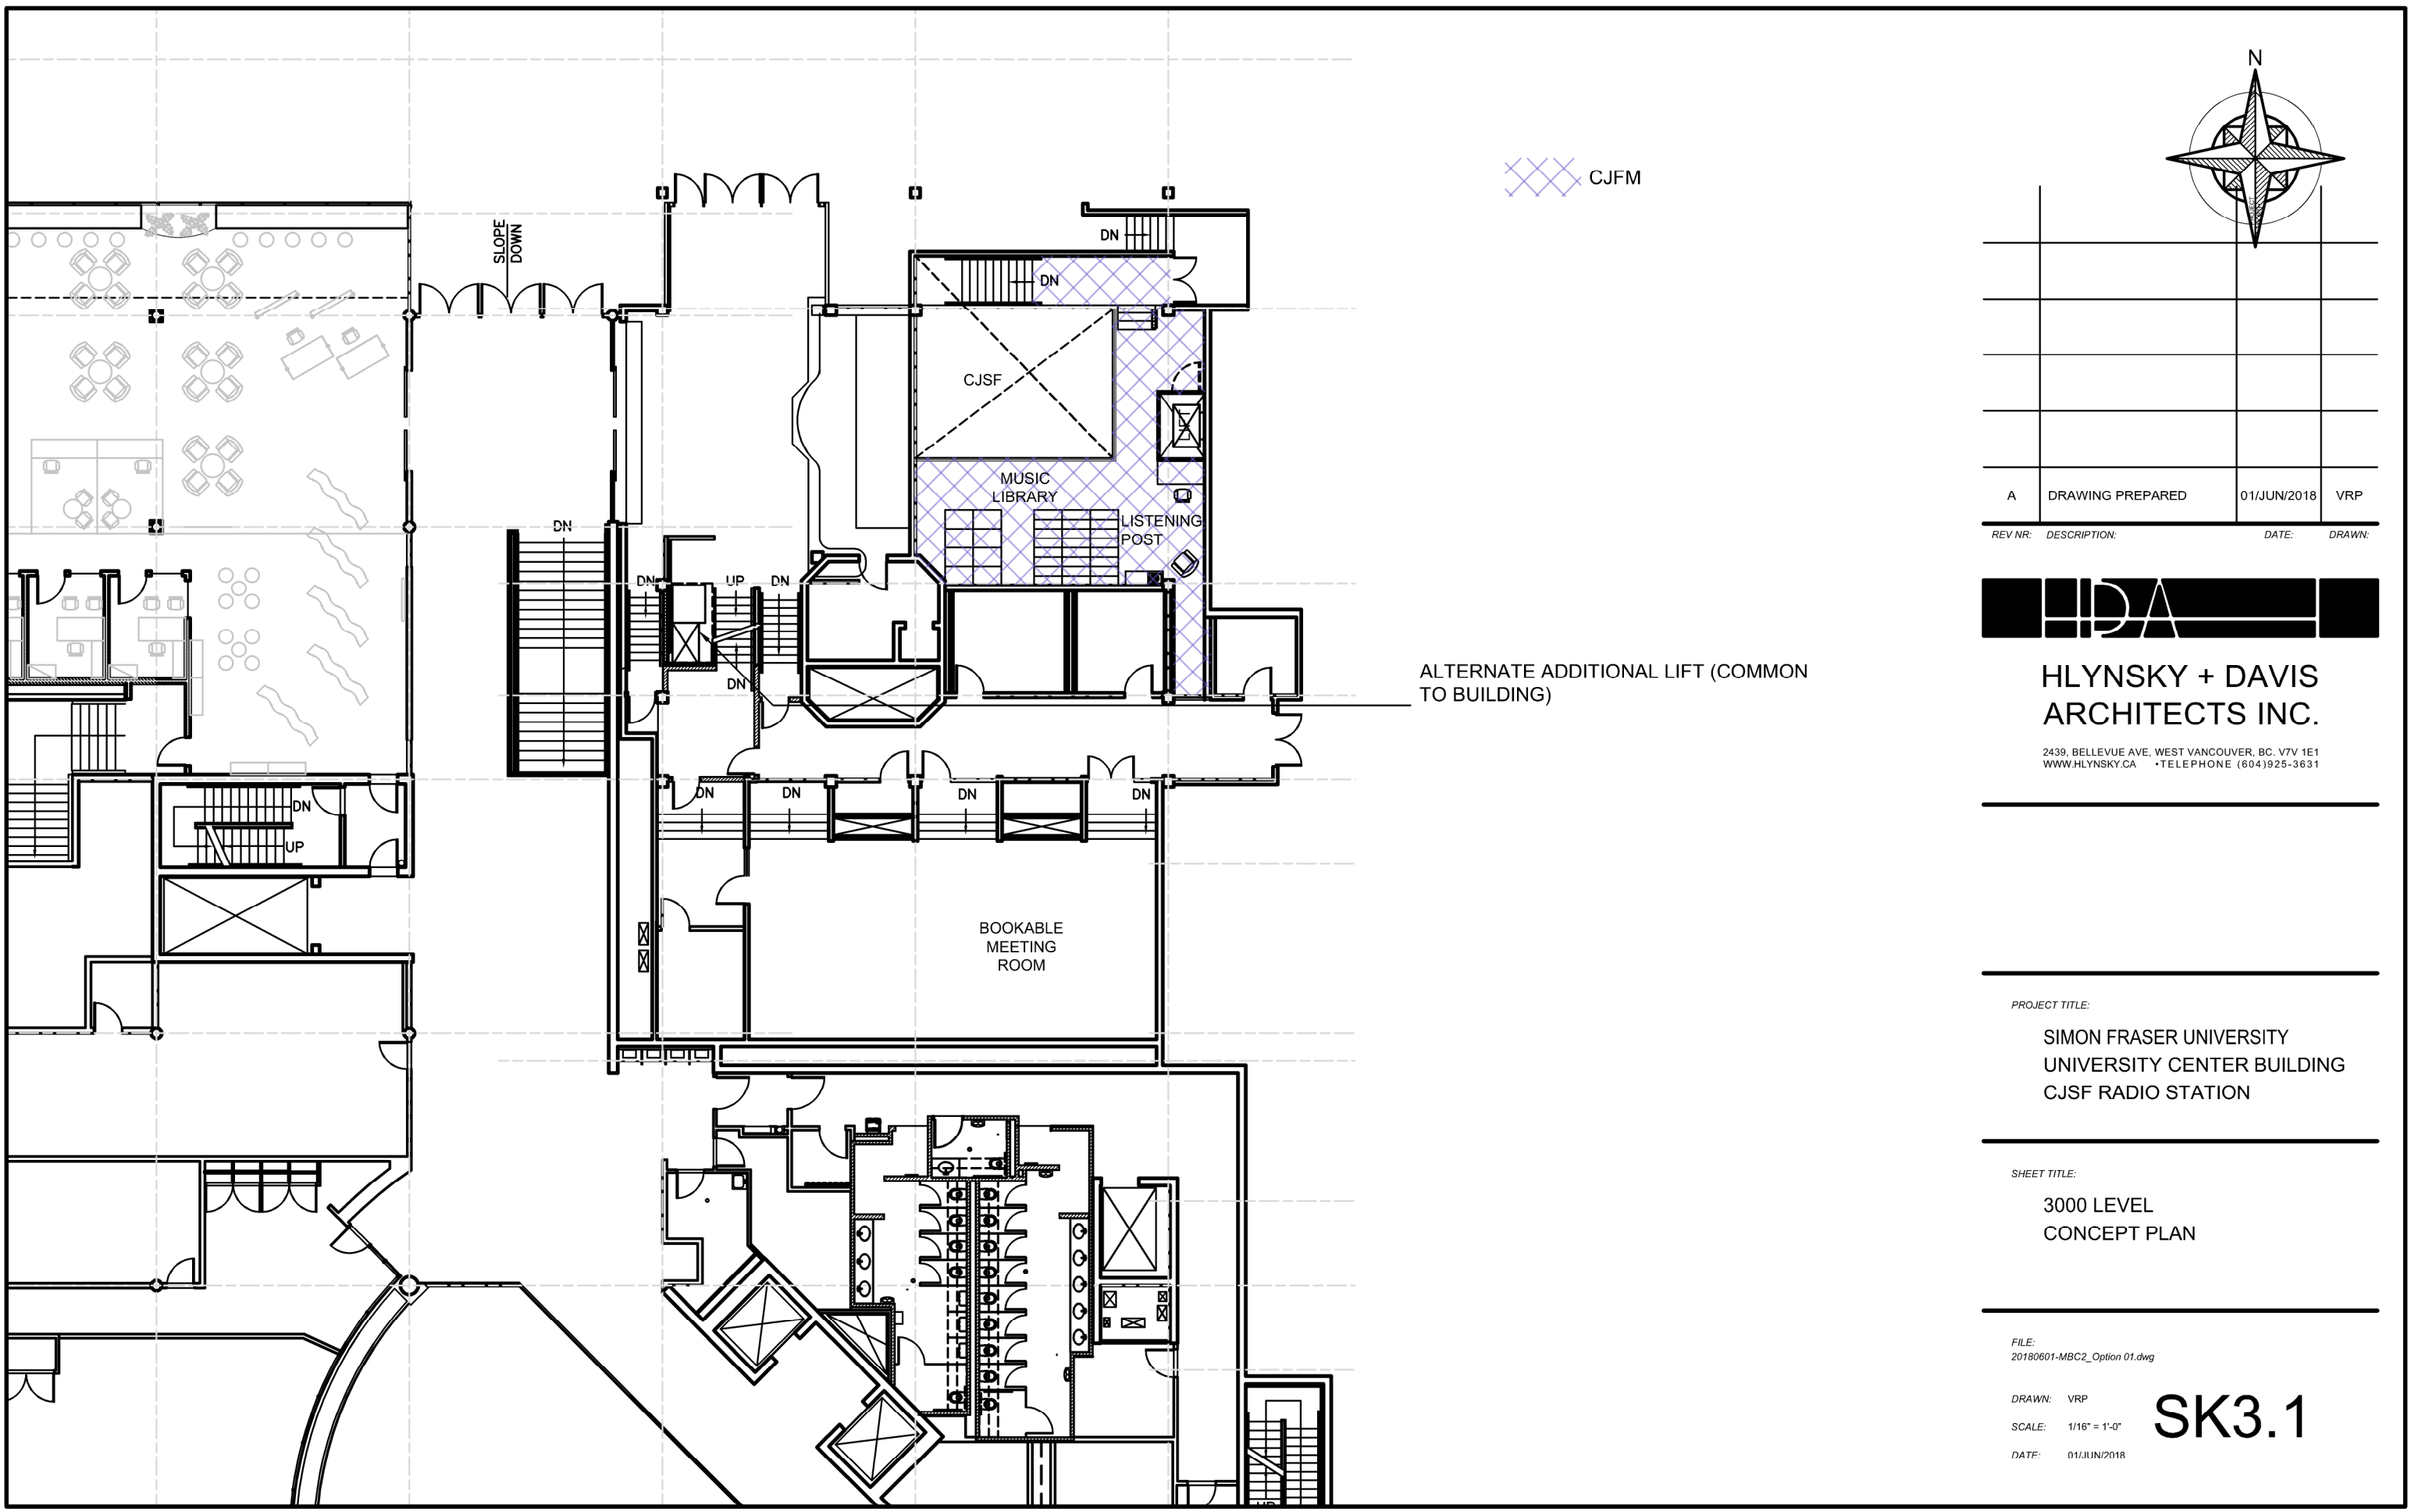 N
CJFM
SLOPE
DOWN
DN
DN
CJSF
LIFT
MUSIC
LIBRARY
LISTENING
POST
DN
DN
UP
DN
DN
ALTERNATE ADDITIONAL LIFT (COMMON
TO BUILDING)
DN
DN
DN
DN
DN
UP
BOOKABLE
MEETING
ROOM
UP
A DRAWING PREPARED 01/JUN/2018 VRP
REV NR: DESCRIPTION: DATE: DRAWN:
HDA
HLYNSKY + DAVIS
ARCHITECTS INC.
2439, BELLEVUE AVE, WEST VANCOUVER, BC. V7V 1E1
WWW.HLYNSKY.CA •TELEPHONE (604)925-3631
PROJECT TITLE:
SIMON FRASER UNIVERSITY
UNIVERSITY CENTER BUILDING
CJSF RADIO STATION
SHEET TITLE:
3000 LEVEL
CONCEPT PLAN
FILE:
20180601-MBC2_Option 01.dwg
DRAWN: VRP
SCALE: 1/16" = 1'-0"
DATE: 01/JUN/2018
SK3.1